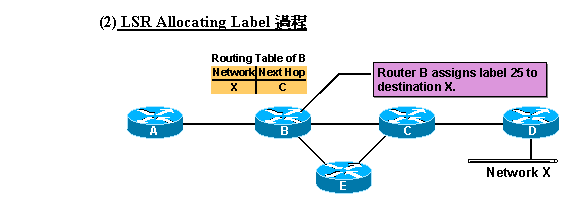 (2) LSR Allocating Label 過程
Routing Table of B
Network Next Hop
X C
Router B assigns label 25 to
destination X.
A B C D
E
Network X